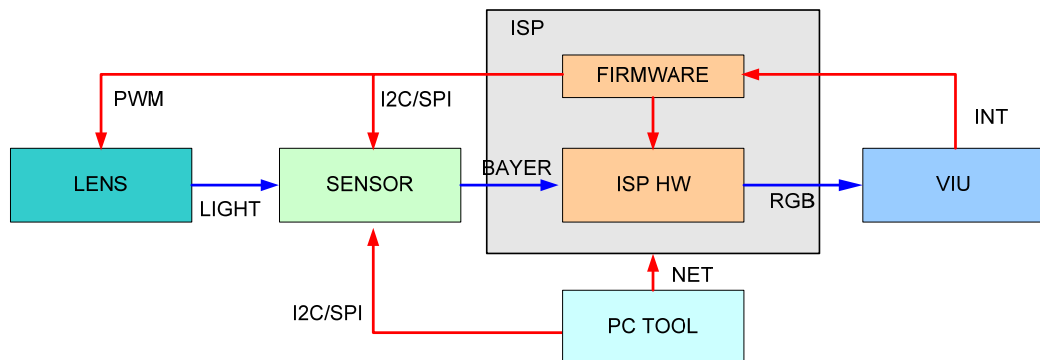 ISP
FIRMWARE
PWM
I2C/SPI
INT
LENS
LIGHT
SENSOR
BAYER
ISP HW
RGB
VIU
NET
I2C/SPI
PC TOOL